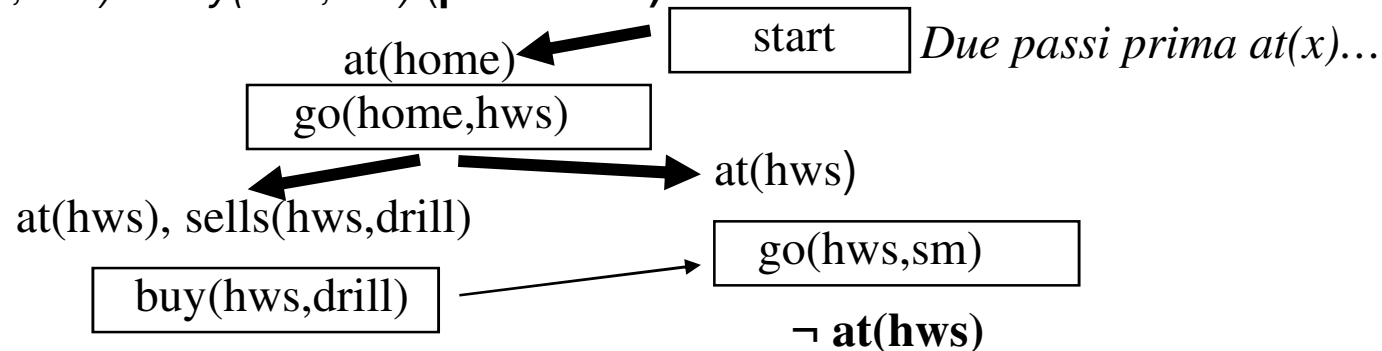 start
Due passi prima at(x)…
at(home)
go(home,hws)
at(hws)
at(hws), sells(hws,drill)
go(hws,sm)
buy(hws,drill)
¬ at(hws)